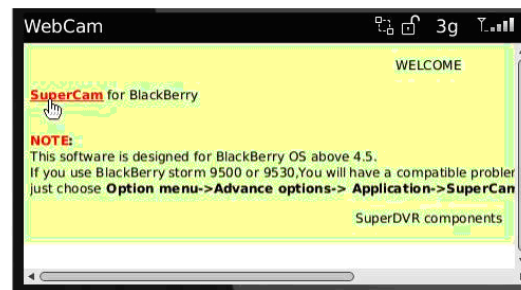 WebCam 3g
WELCOME
SuperCam for BlackBerry
NOTE:
This software is designed for BlackBerry OS above 4.5.
If you use BlackBerry storm 9500 or 9530,You will have a compatible
just choose Option menu->Advance options-> Application->SuperCam
SuperDVR components